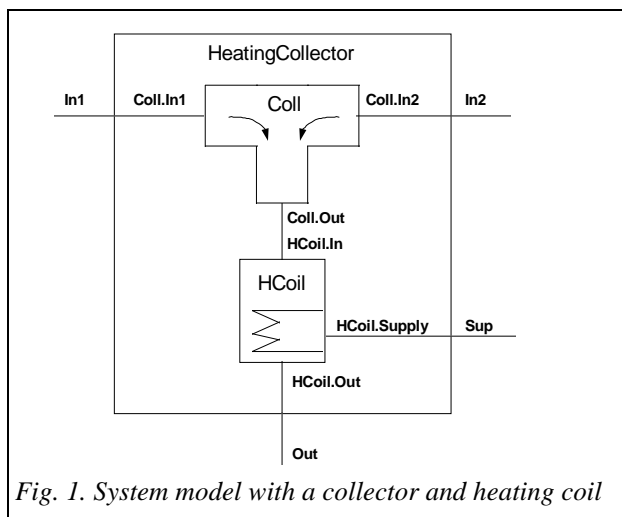 HeatingCollector
In1 Coll.In1 Coll Coll.In2 In2
Coll.Out
HCoil.In
HCoil
HCoil.Supply Sup
HCoil.Out
Out
Fig. 1. System model with a collector and heating coil